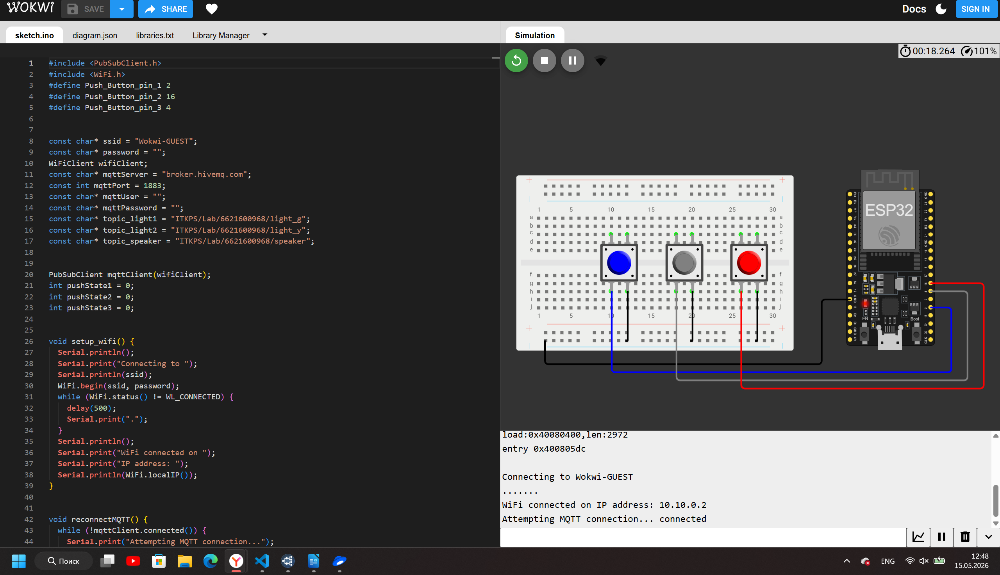 WOKWI SAVE SHARE Docs SIGN IN
sketch.ino diagram.json libraries.txt Library Manager
Simulation
00:18.264 101%
1 #include <PubSubClient.h>
2 #include <WiFi.h>
3 #define Push_Button_pin_1 2
4 #define Push_Button_pin_2 16
5 #define Push_Button_pin_3 4
6
7
8 const char* ssid = "Wokwi-GUEST";
9 const char* password = "";
10 WiFiClient wifiClient;
11 const char* mqttServer = "broker.hivemq.com";
12 const int mqttPort = 1883;
13 const char* mqttUser = "";
14 const char* mqttPassword = "";
15 const char* topic_light1 = "ITKPS/Lab/6621600968/light_g";
16 const char* topic_light2 = "ITKPS/Lab/6621600968/light_y";
17 const char* topic_speaker = "ITKPS/Lab/6621600968/speaker";
18
19
20 PubSubClient mqttClient(wifiClient);
21 int pushState1 = 0;
22 int pushState2 = 0;
23 int pushState3 = 0;
24
25
26 void setup_wifi() {
27 Serial.println();
28 Serial.print("Connecting to ");
29 Serial.println(ssid);
30 WiFi.begin(ssid, password);
31 while (WiFi.status() != WL_CONNECTED) {
32 delay(500);
33 Serial.print(".");
34 }
35 Serial.println();
36 Serial.print("WiFi connected on ");
37 Serial.print("IP address: ");
38 Serial.println(WiFi.localIP());
39 }
40
41
42 void reconnectMQTT() {
43 while (!mqttClient.connected()) {
44 Serial.print("Attempting MQTT connection...");
1 5 10 15 20 25 30
a a
b b
c c
d d
e e
f f
g g
h h
i i
j j
1 5 10 15 20 25 30
ESP32
EN Boot
load:0x40080400,len:2972
entry 0x400805dc
Connecting to Wokwi-GUEST
.......
WiFi connected on IP address: 10.10.0.2
Attempting MQTT connection... connected
Поиск
ENG
12:48
15.05.2026